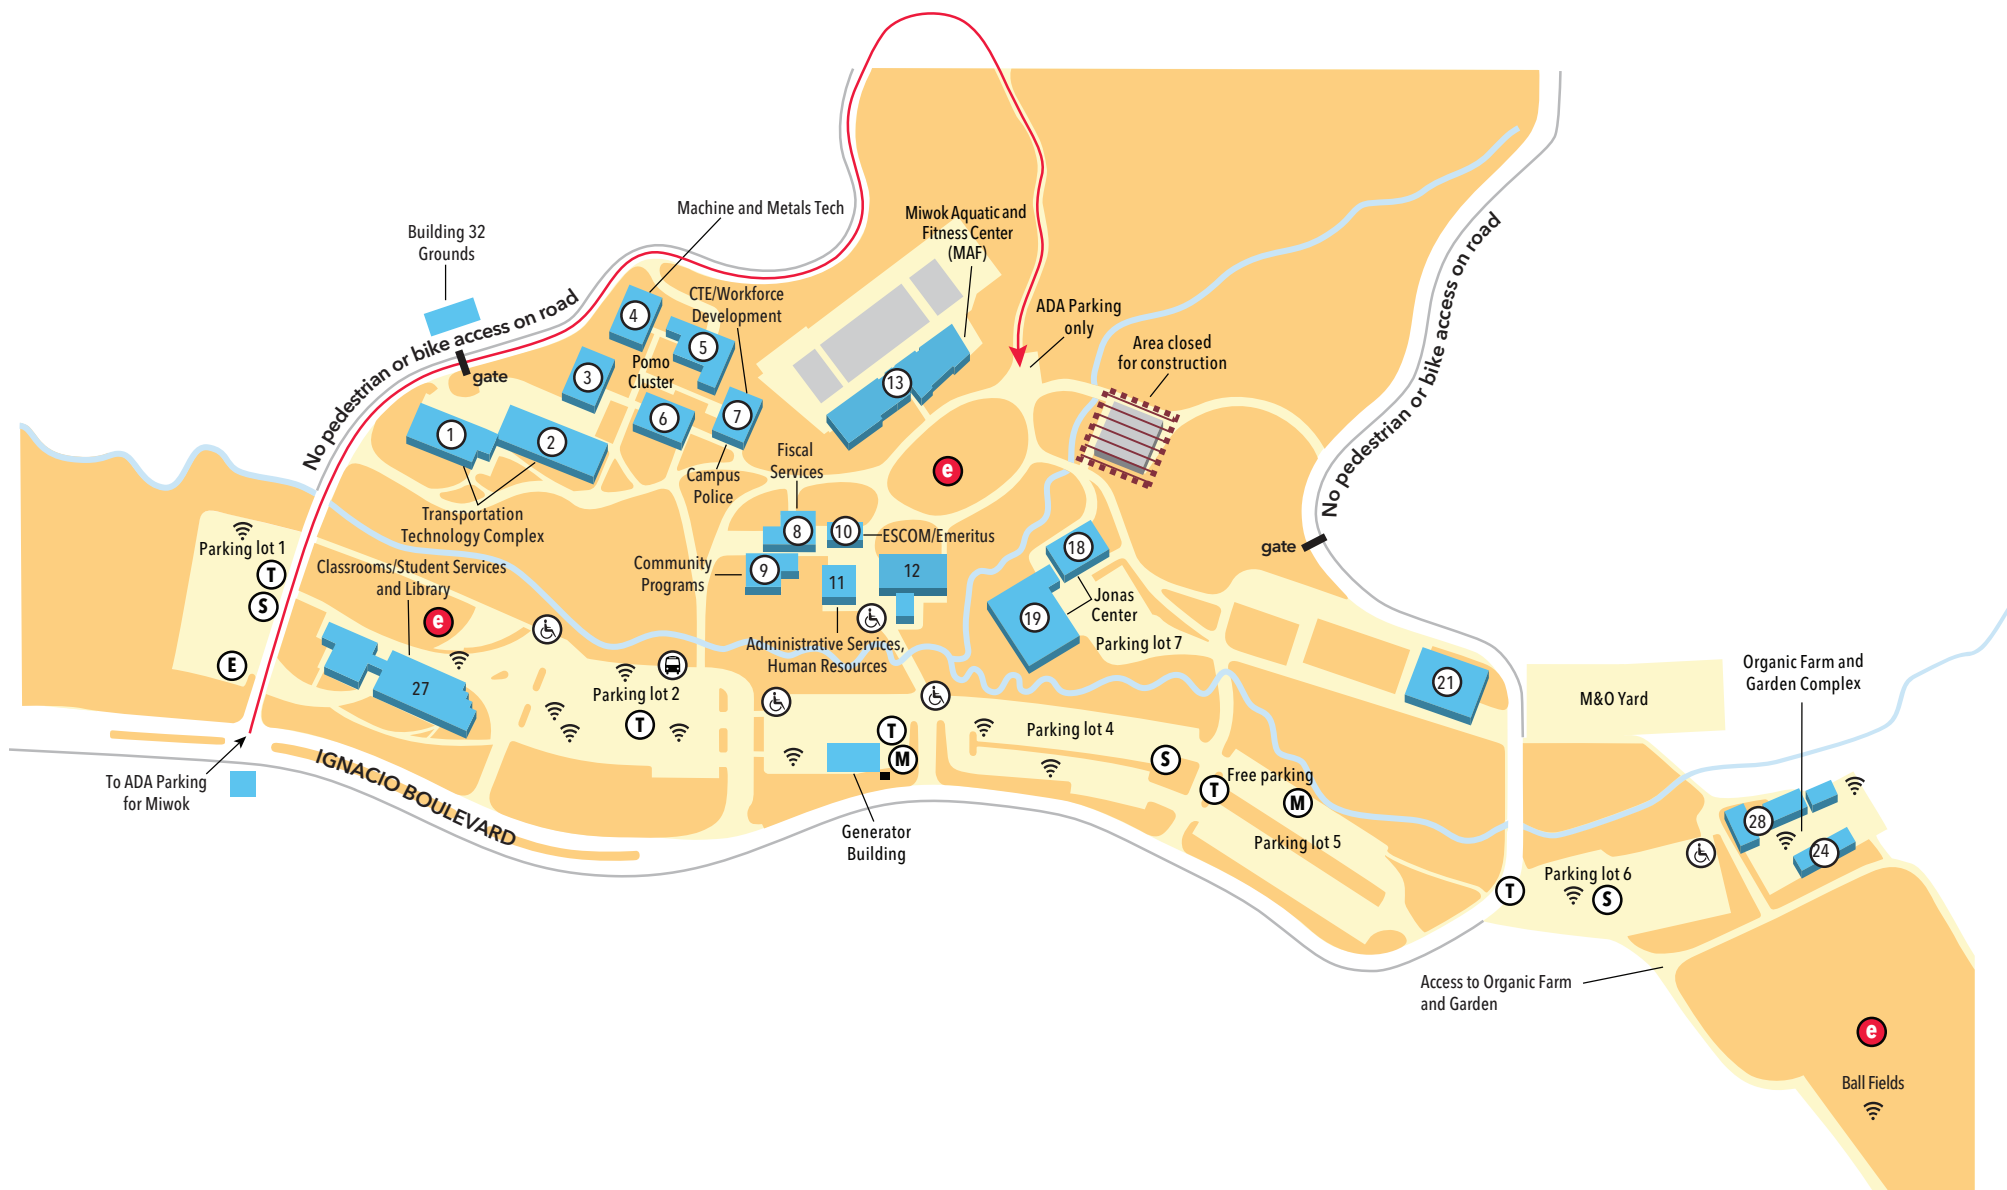 Machine and Metals Tech
Miwok Aquatic and
Fitness Center
(MAF)
Building 32
Grounds
No pedestrian or bike access on road
gate
CTE/Workforce
Development
4
5
Pomo
Cluster
3
6
7
1
2
13
ADA Parking
only
Area closed
for construction
No pedestrian or bike access on road
gate
Transportation
Technology Complex
Campus
Police
Fiscal
Services
e
8
10
ESCOM/Emeritus
Community
Programs
9
11
12
Administrative Services,
Human Resources
18
19
Jonas
Center
Parking lot 7
Parking lot 1
T
S
E
Classrooms/Student Services
and Library
e
27
Parking lot 2
T
T
M
Parking lot 4
S
21
M&O Yard
Organic Farm and
Garden Complex
To ADA Parking
for Miwok
IGNACIO BOULEVARD
Generator
Building
Free parking
T
M
Parking lot 5
28
24
T
Parking lot 6
S
Access to Organic Farm
and Garden
e
Ball Fields